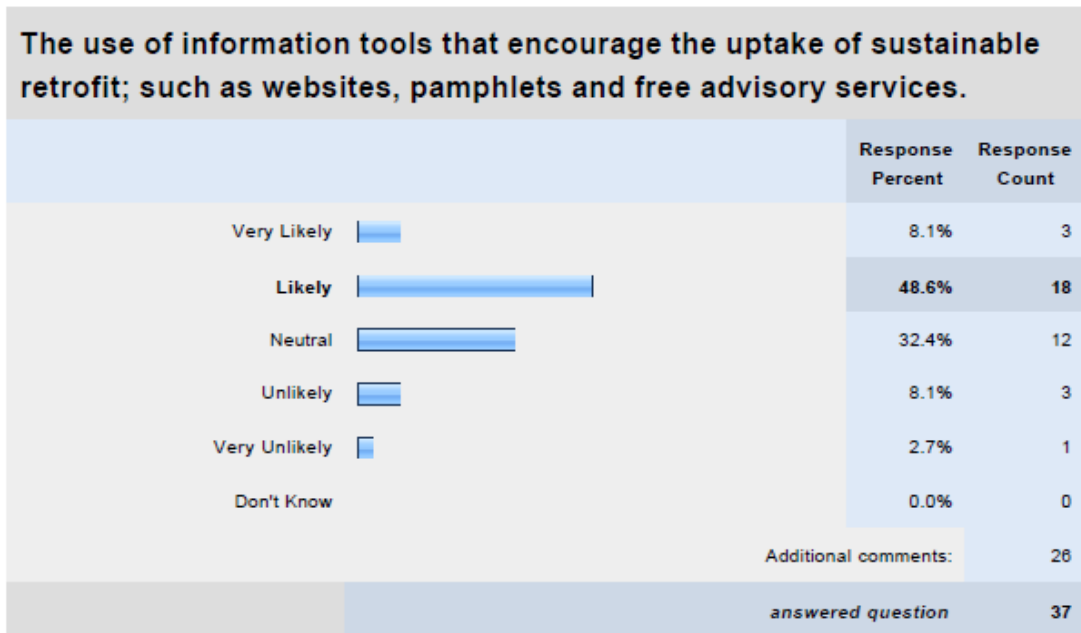 The use of information tools that encourage the uptake of sustainable
retrofit; such as websites, pamphlets and free advisory services.
Response Percent Response Count
Very Likely 8.1% 3
Likely 48.6% 18
Neutral 32.4% 12
Unlikely 8.1% 3
Very Unlikely 2.7% 1
Don't Know 0.0% 0
Additional comments: 26
answered question 37